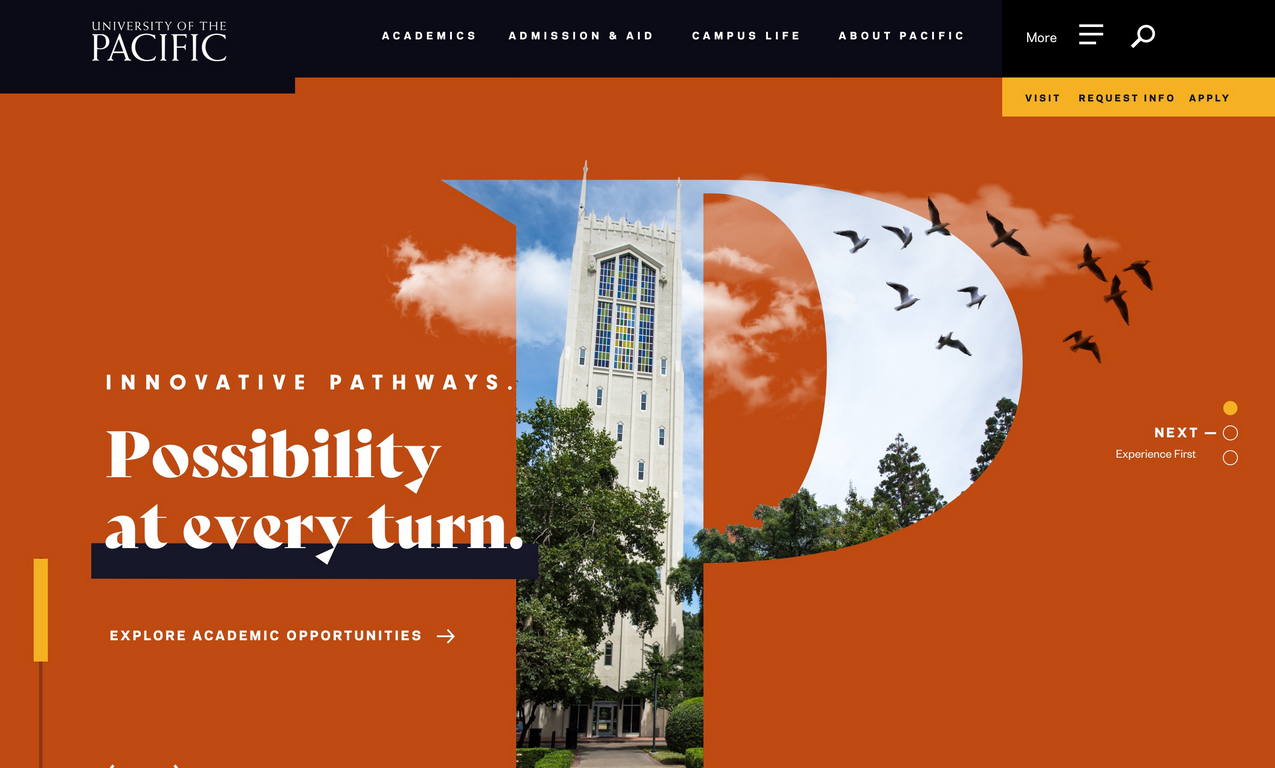 UNIVERSITY OF THE
PACIFIC
ACADEMICS
ADMISSION & AID
CAMPUS LIFE
ABOUT PACIFIC
More
VISIT
REQUEST INFO
APPLY
INNOVATIVE PATHWAYS.
Possibility
at every turn.
NEXT
Experience First
EXPLORE ACADEMIC OPPORTUNITIES